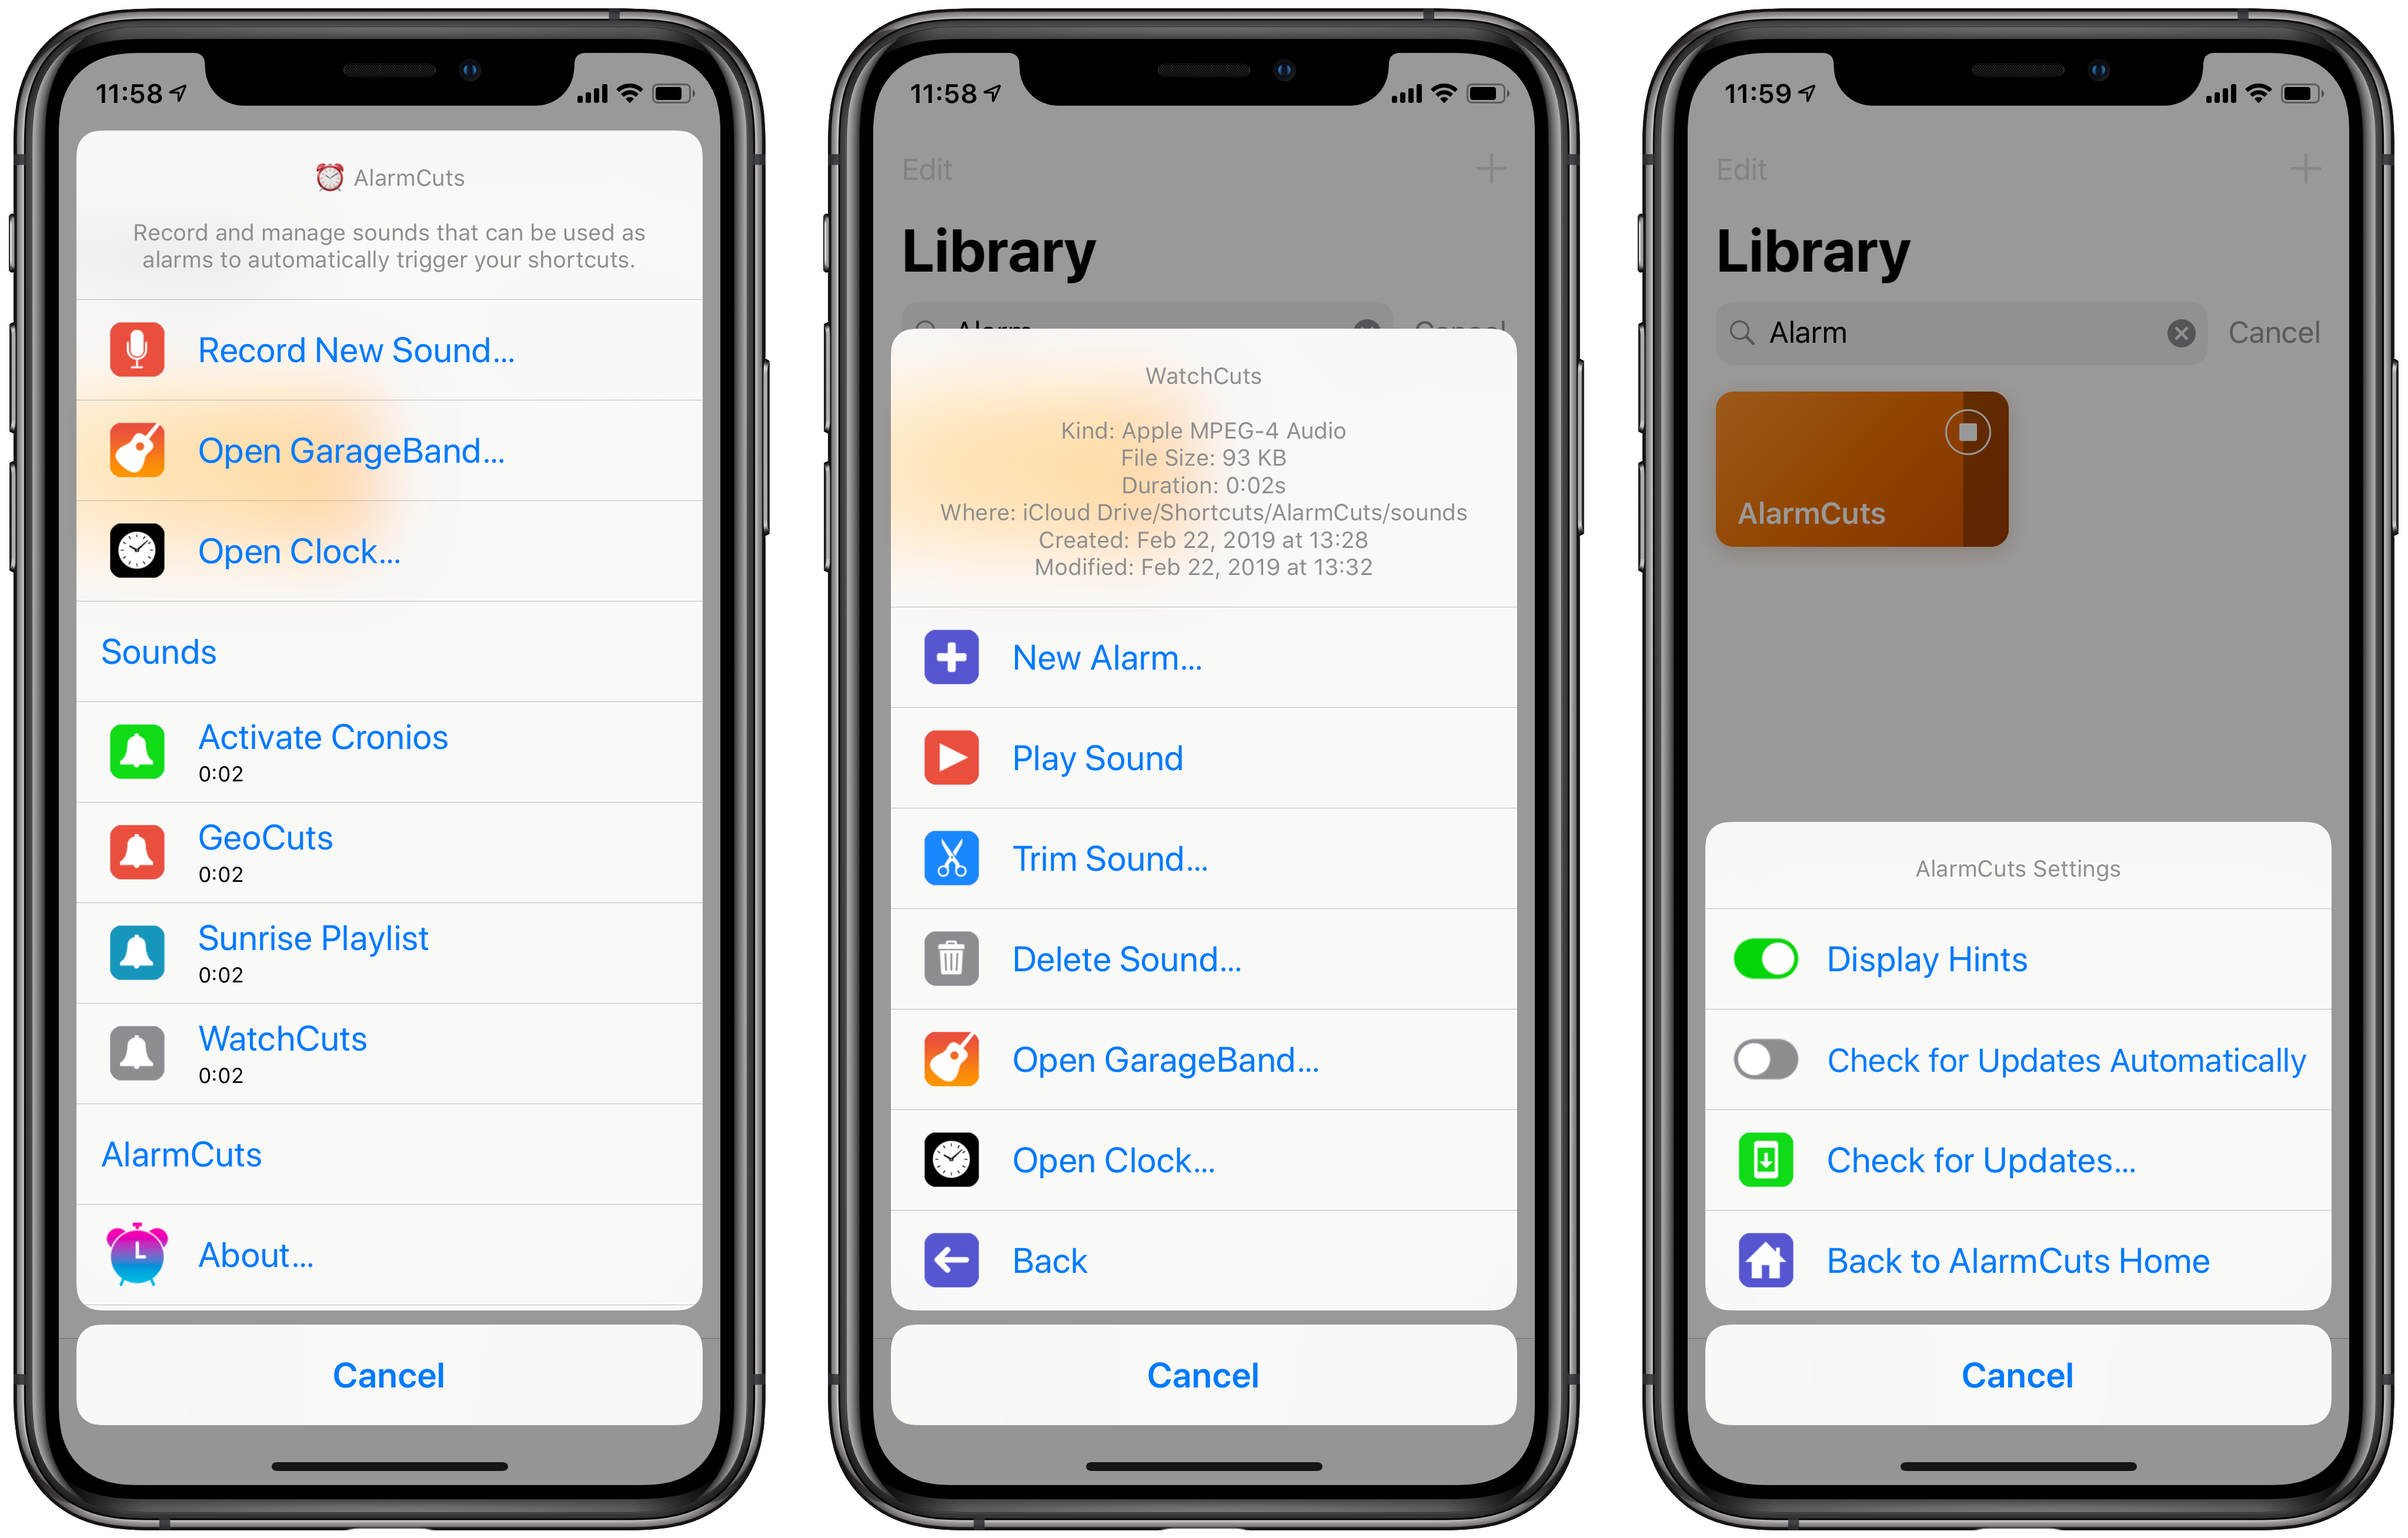 11:58
AlarmCuts
Record and manage sounds that can be used as
alarms to automatically trigger your shortcuts.
Record New Sound...
Open GarageBand...
Open Clock...
Sounds
Activate Cronios
0:02
GeoCuts
0:02
Sunrise Playlist
0:02
WatchCuts
0:02
AlarmCuts
About...
Cancel
11:58
Edit
Library
Alarm
Cancel
WatchCuts
Kind: Apple MPEG-4 Audio
File Size: 93 KB
Duration: 0:02s
Where: iCloud Drive/Shortcuts/AlarmCuts/sounds
Created: Feb 22, 2019 at 13:28
Modified: Feb 22, 2019 at 13:32
New Alarm...
Play Sound
Trim Sound...
Delete Sound...
Open GarageBand...
Open Clock...
Back
Cancel
11:59
Edit
Library
Alarm
Cancel
AlarmCuts
AlarmCuts Settings
Display Hints
Check for Updates Automatically
Check for Updates...
Back to AlarmCuts Home
Cancel